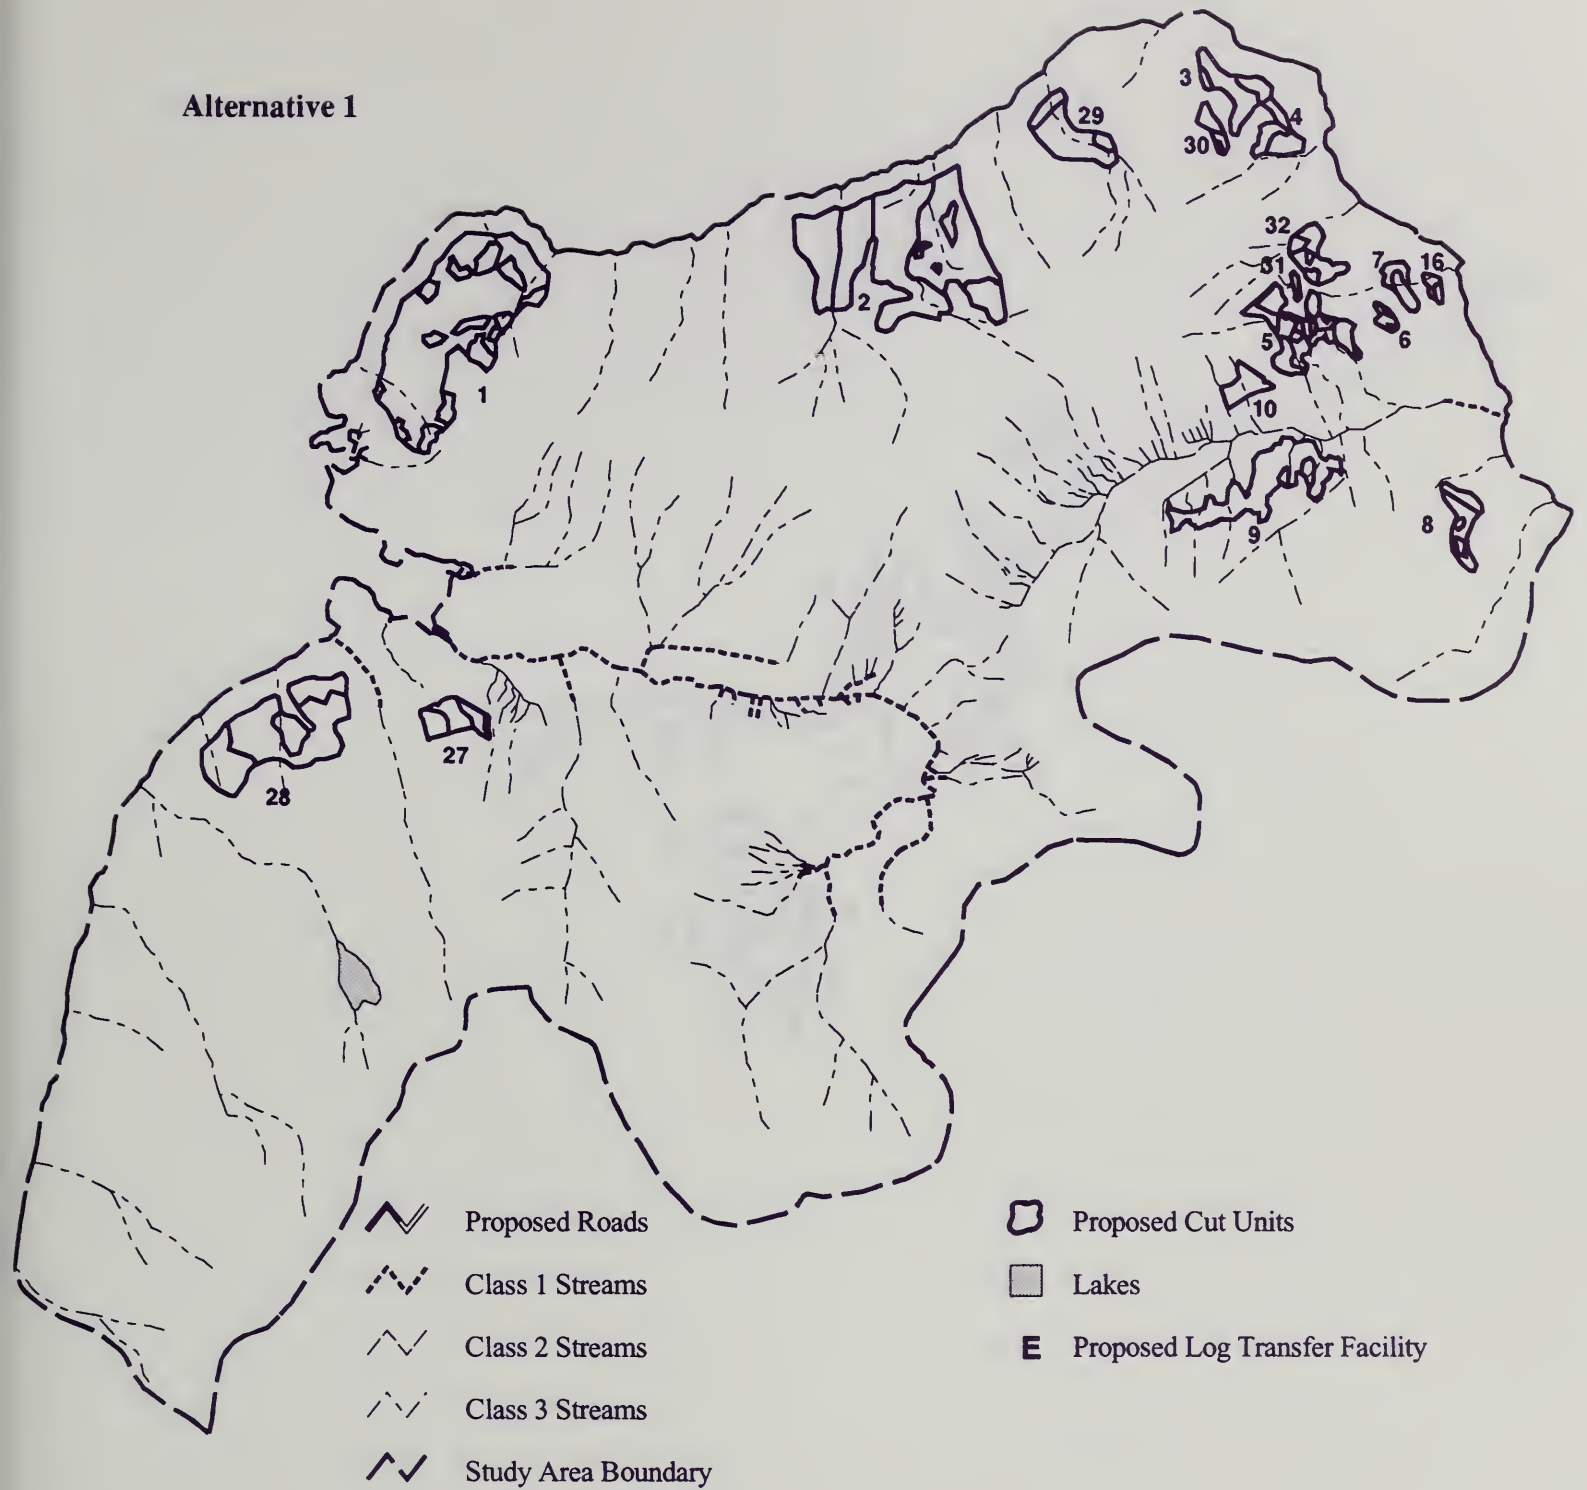 Alternative 1
3
29
4
30
32
31
7
16
2
5
6
1
10
8
9
27
28
Proposed Roads
Proposed Cut Units
Class 1 Streams
Lakes
Class 2 Streams
E Proposed Log Transfer Facility
Class 3 Streams
Study Area Boundary